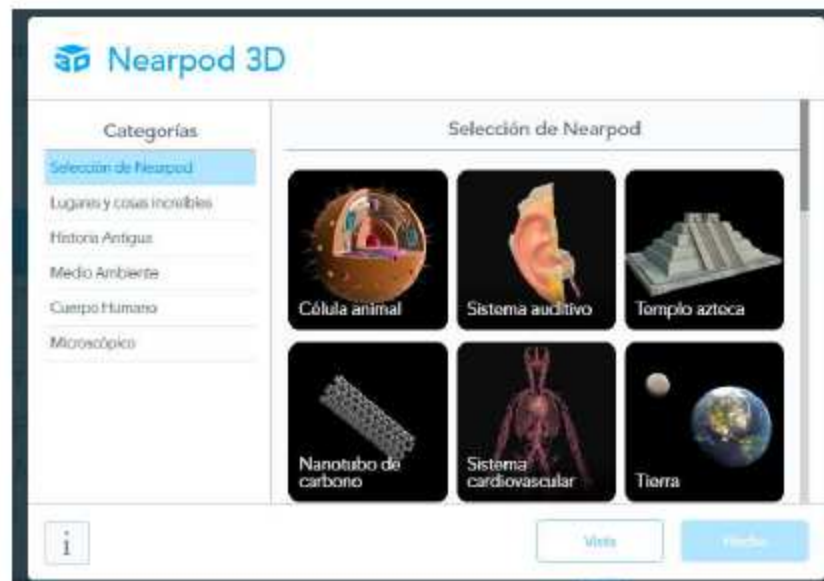 3D Nearpod 3D
Categorías
Selección de Nearpod
Lugares y cosas increíbles
Historia Antigua
Medio Ambiente
Cuerpo Humano
Microscópico
Selección de Nearpod
Célula animal
Sistema auditivo
Templo azteca
Nanotubo de
carbono
Sistema
cardiovascular
Tierra
i